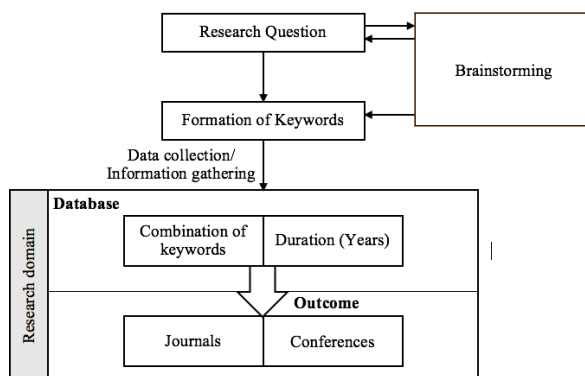 Research Question
Brainstorming
Formation of Keywords
Data collection/
Information gathering
Research domain
Database
Combination of
keywords
Duration (Years)
Outcome
Journals
Conferences